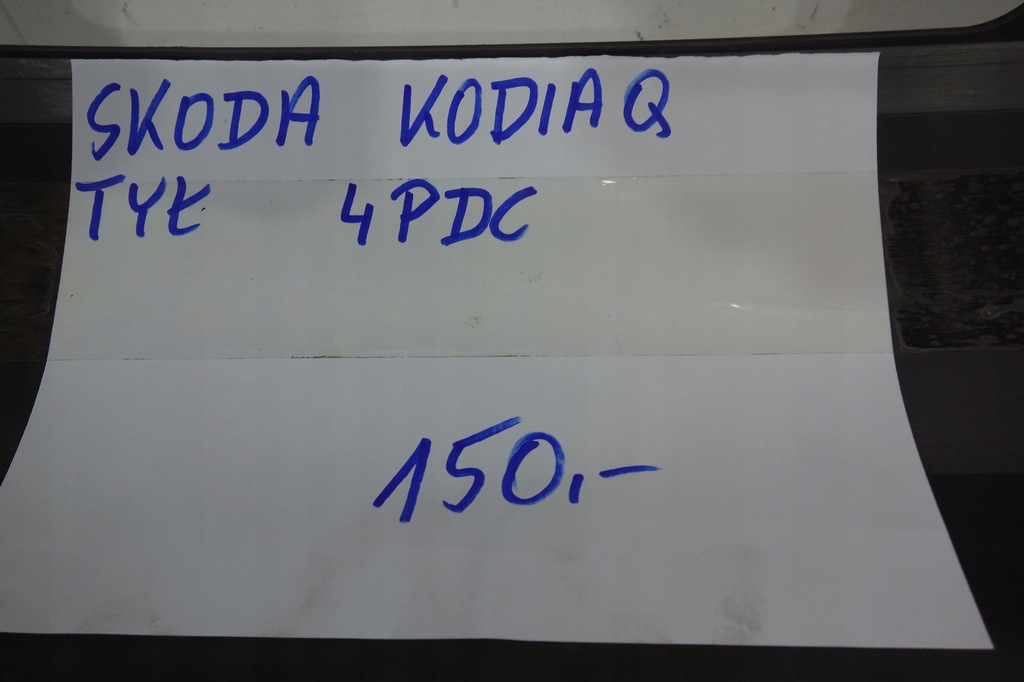 SKODA KODIAQ
TYŁ 4PDC
150,-